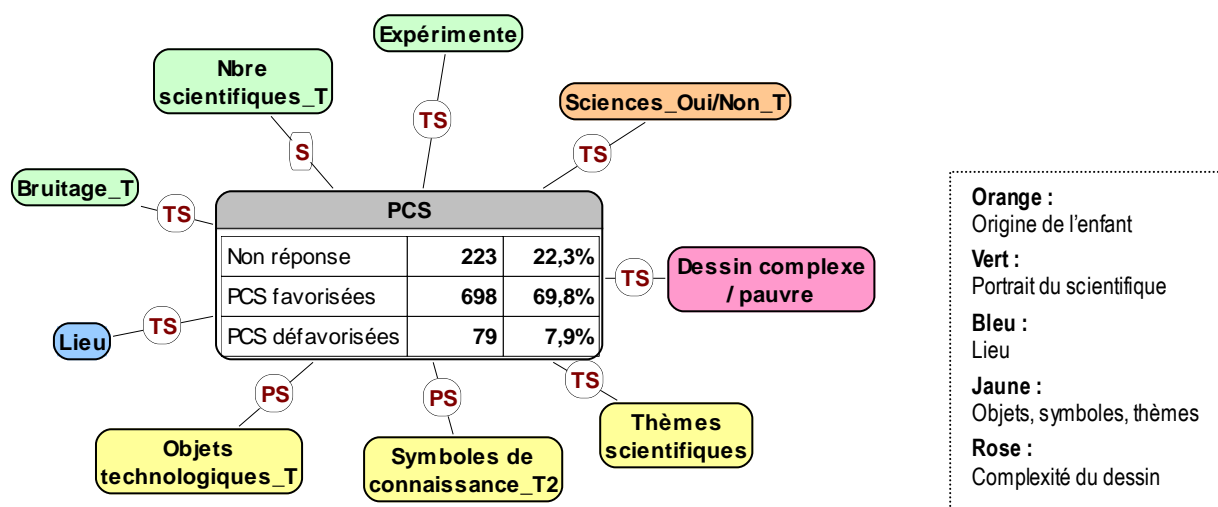 Expérimente
Nbre
scientifiques_T
Sciences_Oui/Non_T
TS
S
TS
Bruitage_T
TS
PCS
Non réponse 223 22,3%
PCS favorisées 698 69,8%
PCS défavorisées 79 7,9%
TS
Dessin complexe
/ pauvre
Lieu
TS
PS
PS
TS
Objets
technologiques_T
Symboles de
connaissance_T2
Thèmes
scientifiques
Orange :
Origine de l'enfant
Vert :
Portrait du scientifique
Bleu :
Lieu
Jaune :
Objets, symboles, thèmes
Rose :
Complexité du dessin